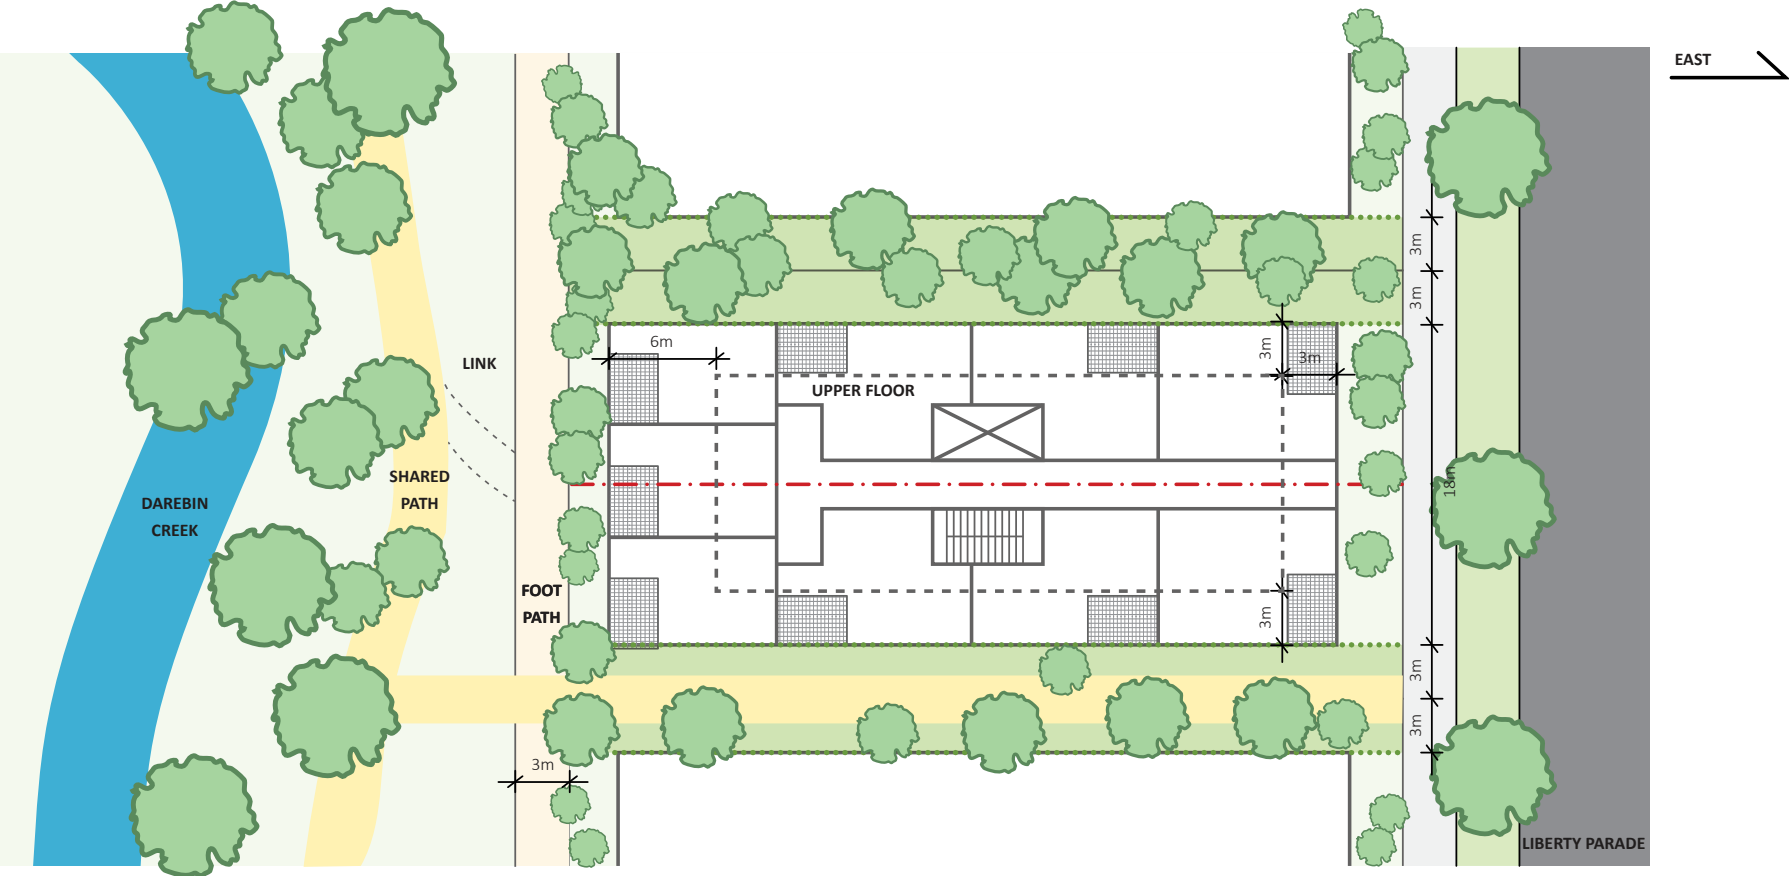 EAST
3m
3m
6m
3m
3m
LINK
UPPER FLOOR
SHARED
PATH
18m
DAREBIN
CREEK
FOOT
PATH
3m
3m
3m
3m
LIBERTY PARADE